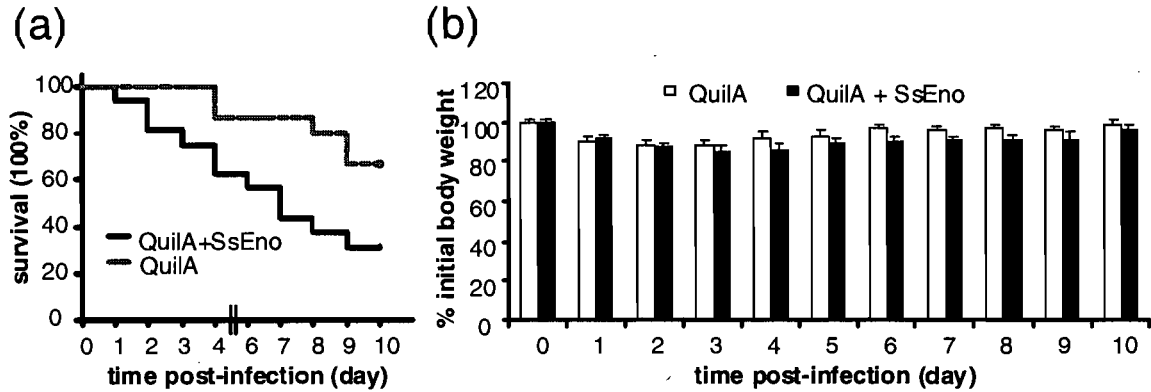 (a)
survival (100%)
100
80
60
40
20
0
QuilA+SsEno
QuilA
0 1 2 3 4 6 7 8 9 10
time post-infection (day)
(b)
% initial body weight
120
100
80
60
40
20
0
QuilA
QuilA + SsEno
0 1 2 3 4 5 6 7 8 9 10
time post-infection (day)